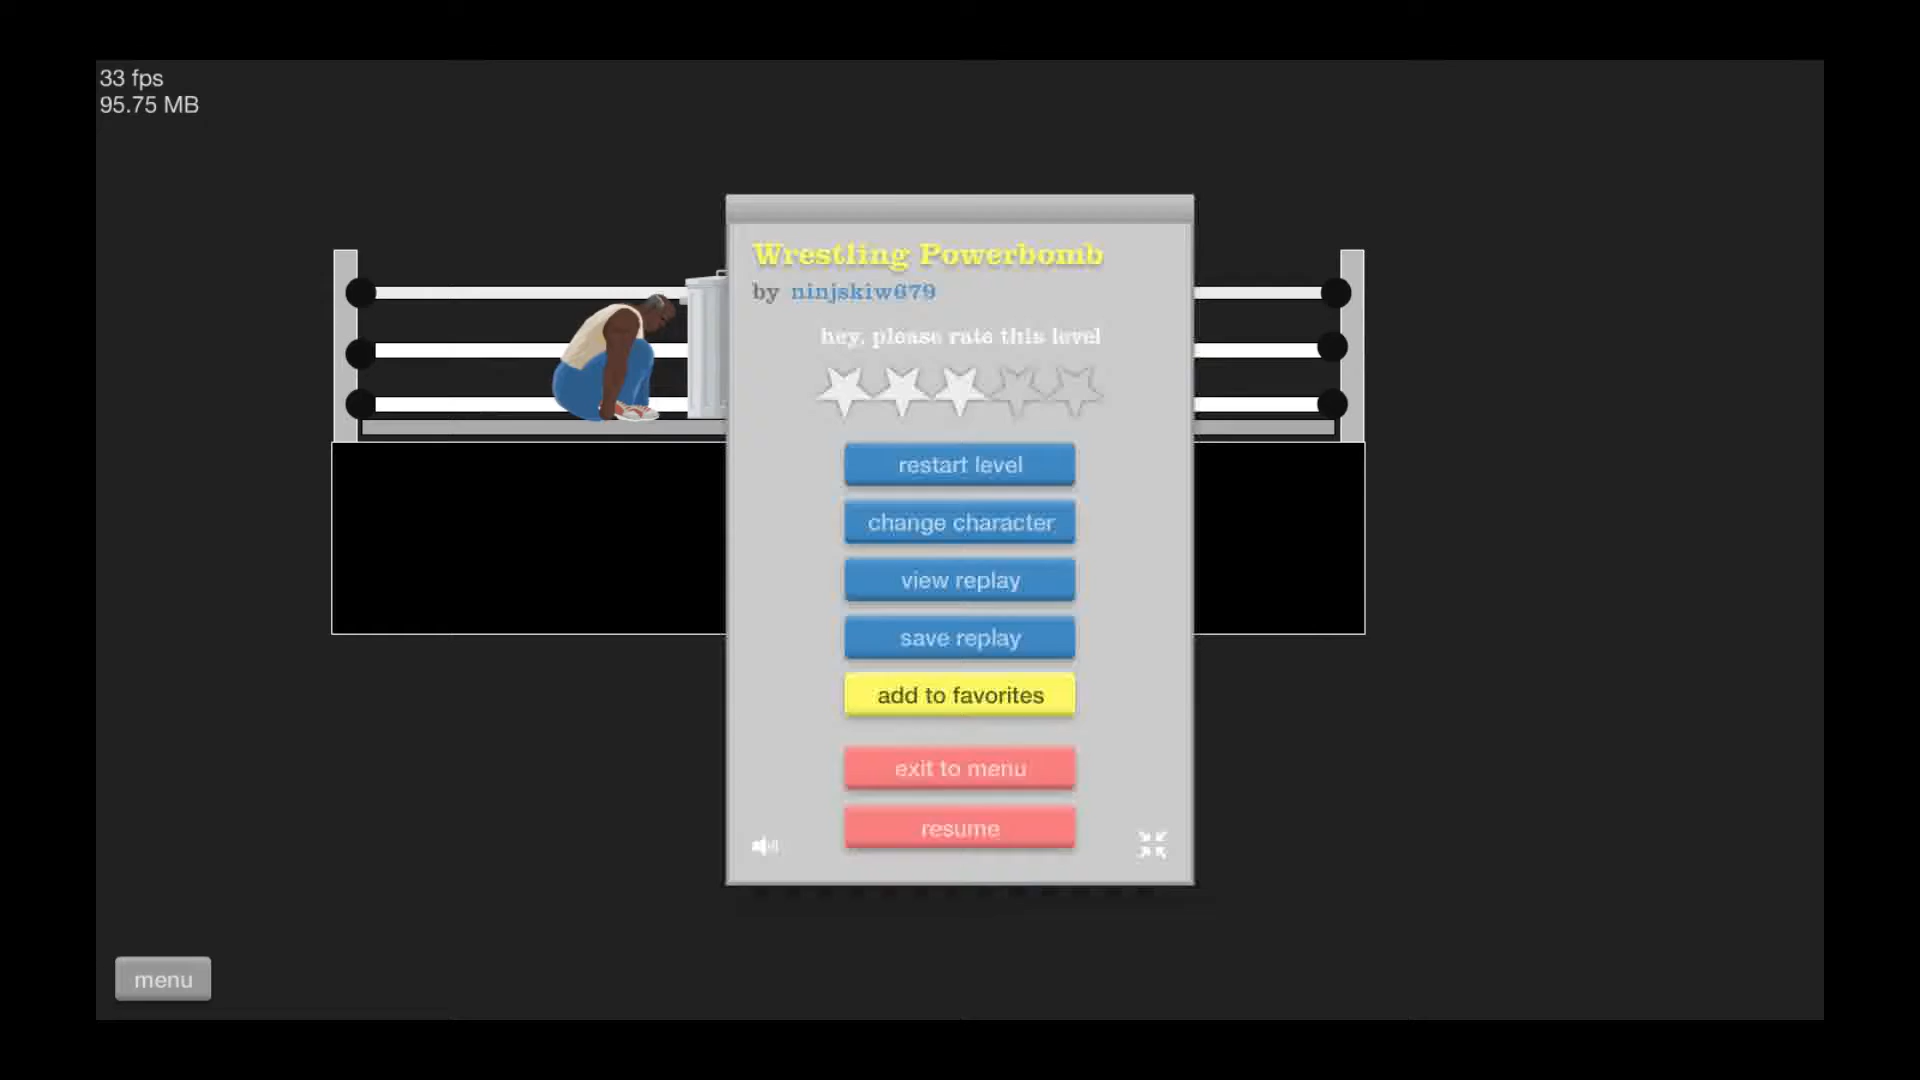 33 fps
95.75 MB
Wrestling Powerbomb
by ninjskiw679
hey, please rate this level
restart level
change character
view replay
save replay
add to favorites
exit to menu
resume
menu